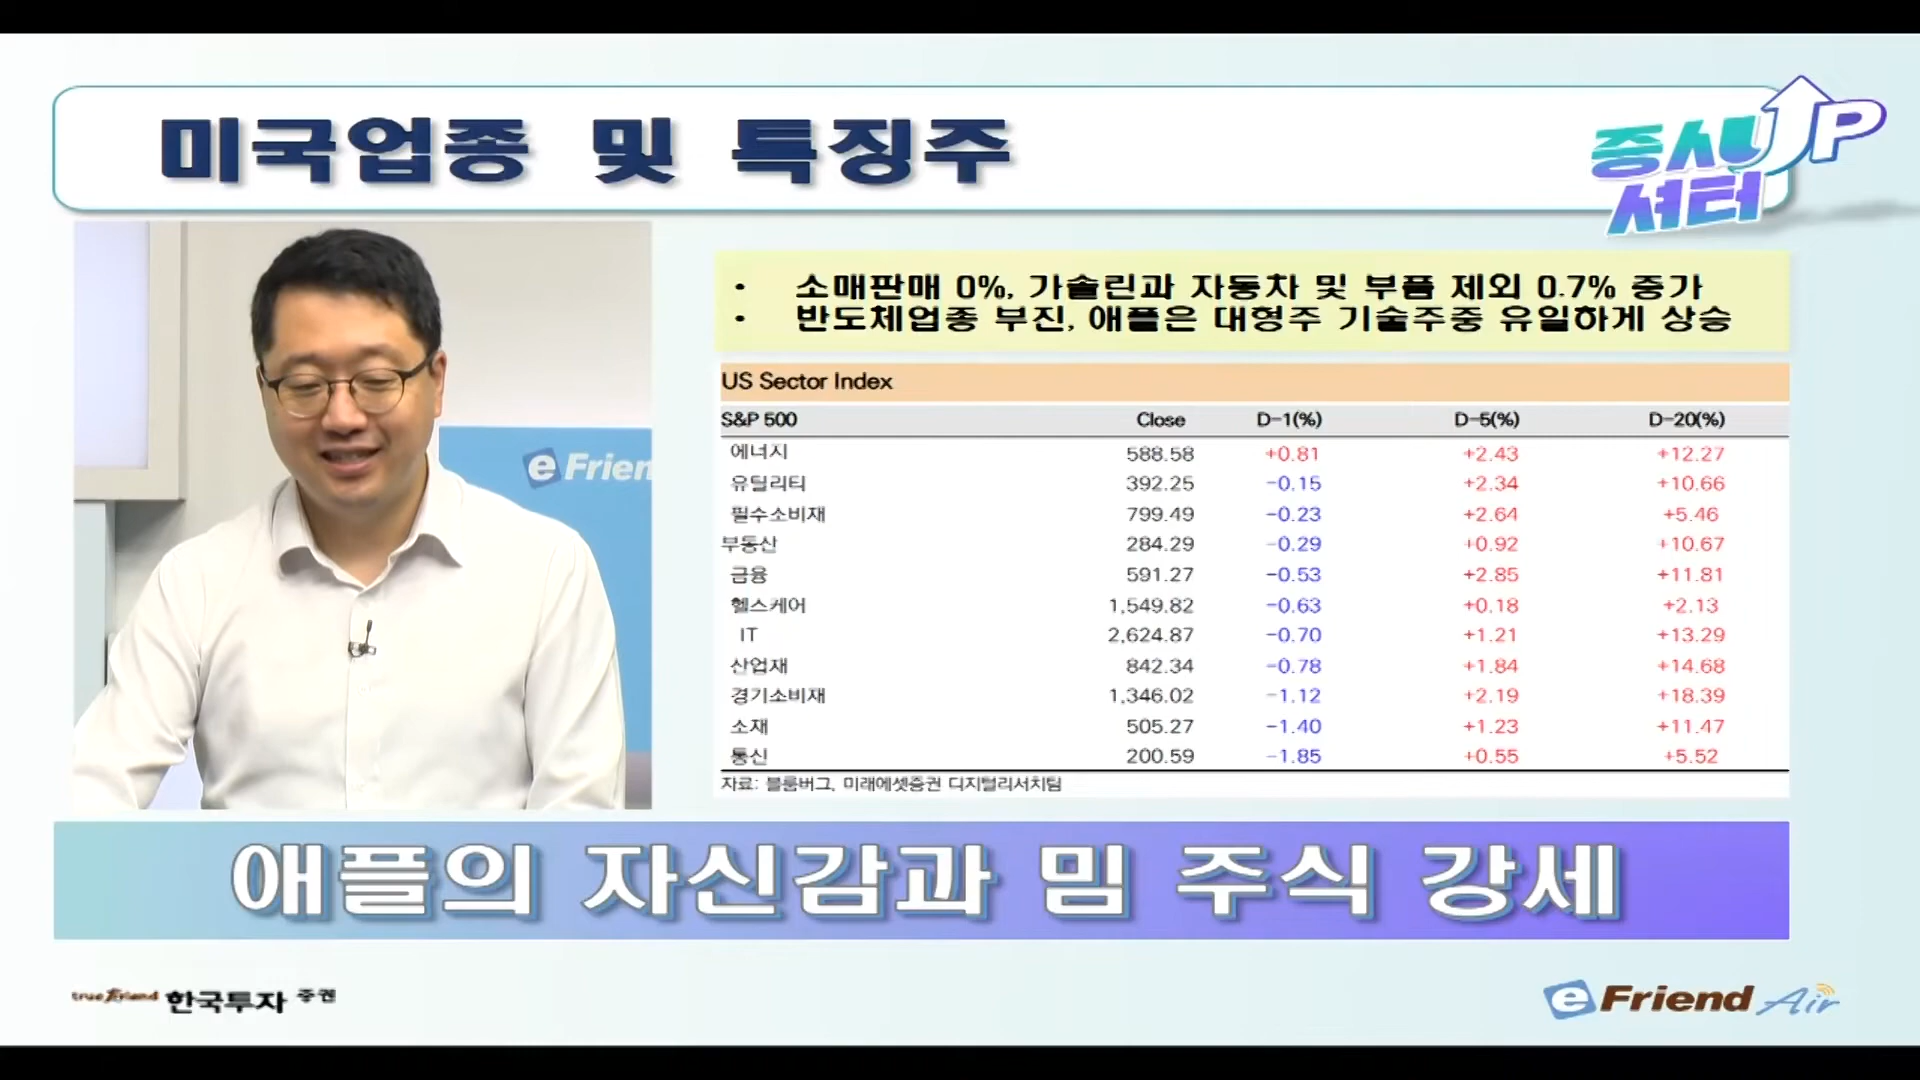 미국업종 및 특징주
증시 UP
셔터
• 소매판매 0%, 가솔린과 자동차 및 부품 제외 0.7% 증가
• 반도체업종 부진, 애플은 대형주 기술주중 유일하게 상승
US Sector Index
S&P 500 Close D-1(%) D-5(%) D-20(%)
에너지 588.58 +0.81 +2.43 +12.27
유틸리티 392.25 -0.15 +2.34 +10.66
필수소비재 799.49 -0.23 +2.64 +5.46
부동산 284.29 -0.29 +0.92 +10.67
금융 591.27 -0.53 +2.85 +11.81
헬스케어 1,549.82 -0.63 +0.18 +2.13
IT 2,624.87 -0.70 +1.21 +13.29
산업재 842.34 -0.78 +1.84 +14.68
경기소비재 1,346.02 -1.12 +2.19 +18.39
소재 505.27 -1.40 +1.23 +11.47
통신 200.59 -1.85 +0.55 +5.52
자료: 블룸버그, 미래에셋증권 디지털리서치팀
e Frien
애플의 자신감과 밈 주식 강세
true Friend 한국투자 증권
e Friend Air